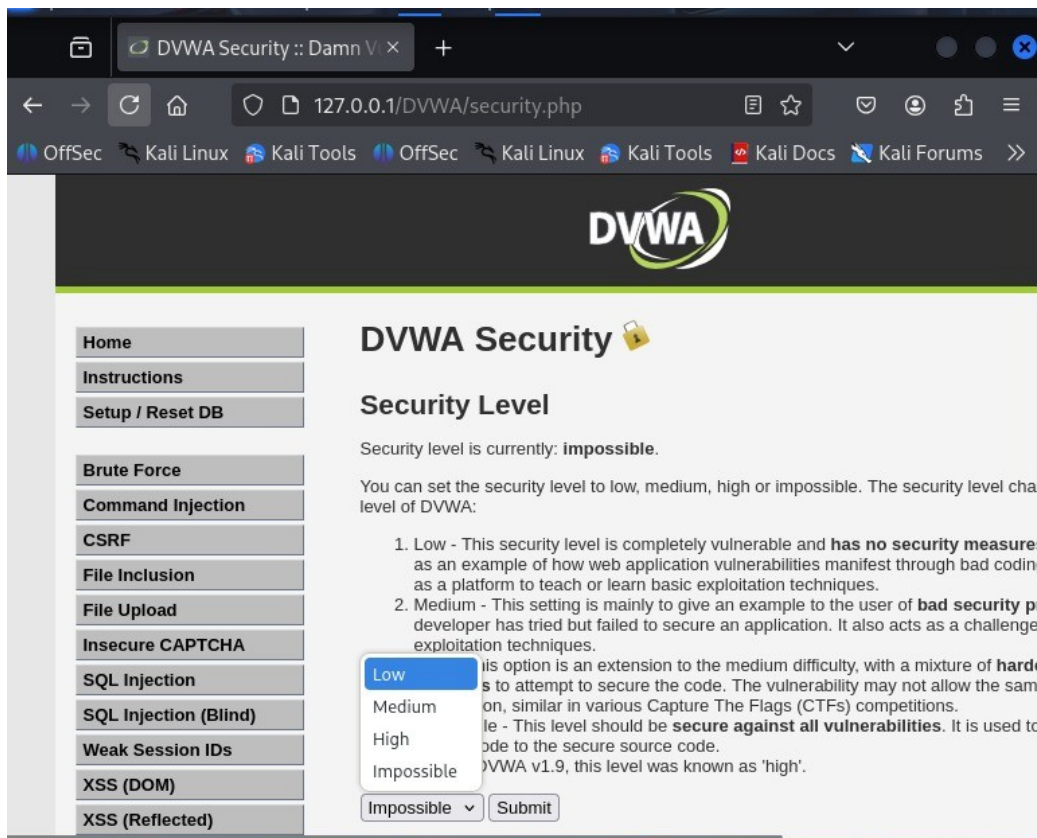 DVWA Security :: Damn V
127.0.0.1/DVWA/security.php
OffSec Kali Linux Kali Tools OffSec Kali Linux Kali Tools Kali Docs Kali Forums
DVWA
Home
Instructions
Setup / Reset DB
Brute Force
Command Injection
CSRF
File Inclusion
File Upload
Insecure CAPTCHA
SQL Injection
SQL Injection (Blind)
Weak Session IDs
XSS (DOM)
XSS (Reflected)
DVWA Security
Security Level
Security level is currently: impossible.
You can set the security level to low, medium, high or impossible. The security level cha
level of DVWA:
1. Low - This security level is completely vulnerable and has no security measure
as an example of how web application vulnerabilities manifest through bad coding
as a platform to teach or learn basic exploitation techniques.
2. Medium - This setting is mainly to give an example to the user of bad security p
developer has tried but failed to secure an application. It also acts as a challenge
exploitation techniques.
his option is an extension to the medium difficulty, with a mixture of hard
s to attempt to secure the code. The vulnerability may not allow the sam
on, similar in various Capture The Flags (CTFs) competitions.
le - This level should be secure against all vulnerabilities. It is used to
ode to the secure source code.
DVWA v1.9, this level was known as 'high'.
Low
Medium
High
Impossible
Impossible Submit